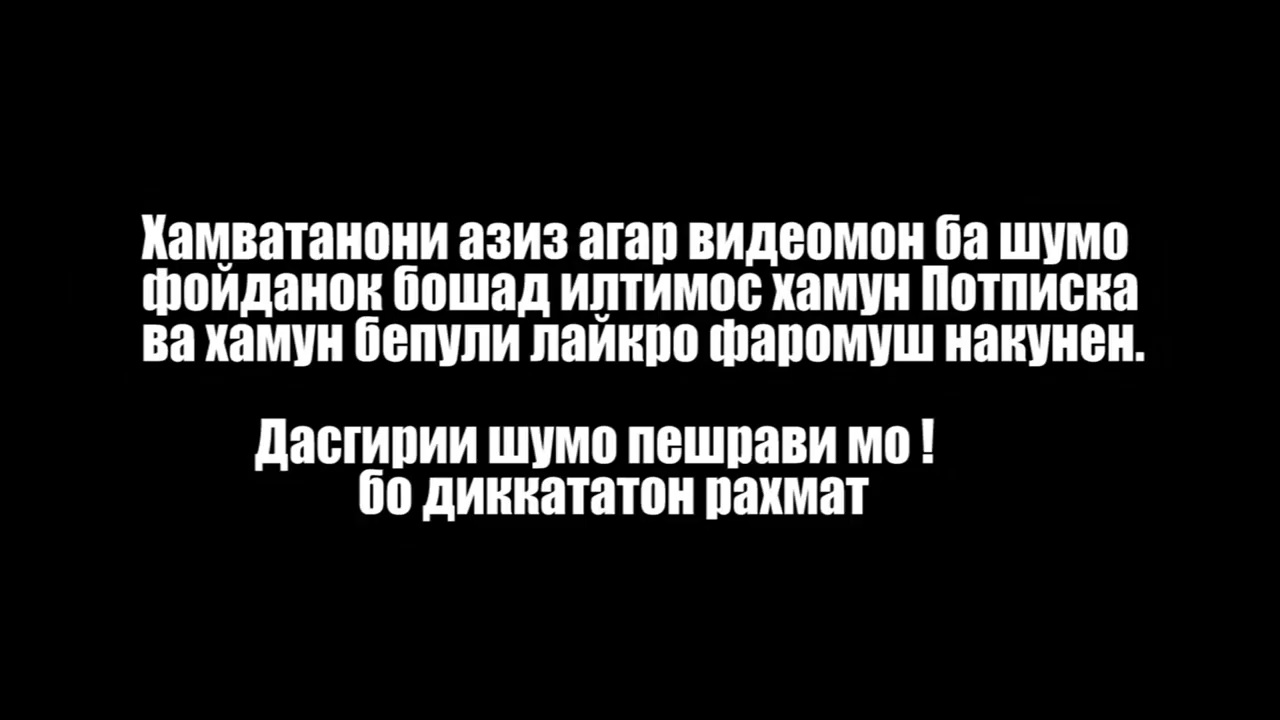 Хамватанони азиз агар видеомон ба шумо
фойданок бошад илтимос хамун Потписка
ва хамун бепули лайкро фаромуш накунен.
Дасгирии шумо пешрави мо !
бо диккататон рахмат